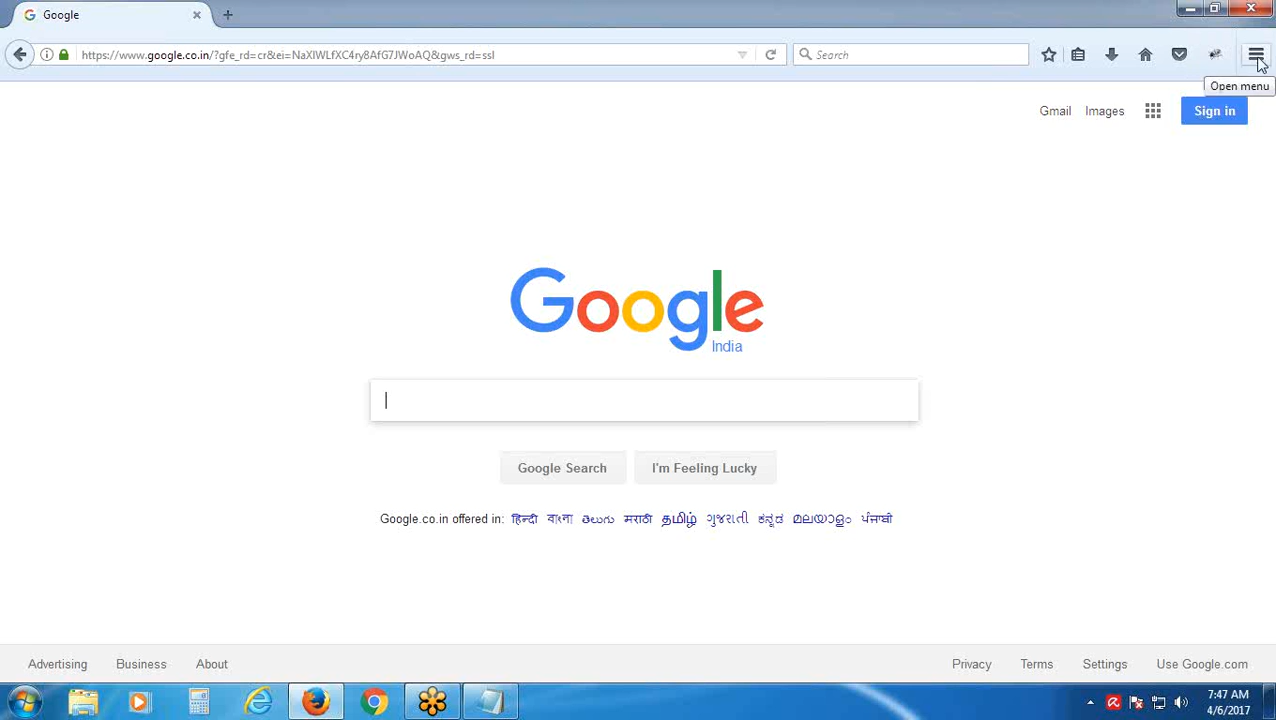 Google
https://www.google.co.in/?gfe_rd=cr&ei=NaXlWLfXC4ry8AfG7JWoAQ&gws_rd=ssl
Search
Open menu
Gmail Images Sign in
Google
India
Google Search I'm Feeling Lucky
Google.co.in offered in: हिन्दी বাংলা తెలుగు मराठी தமிழ் ગુજરાતી ಕನ್ನಡ മലയാളം ਪੰਜਾਬੀ
Advertising Business About Privacy Terms Settings Use Google.com
7:47 AM
4/6/2017